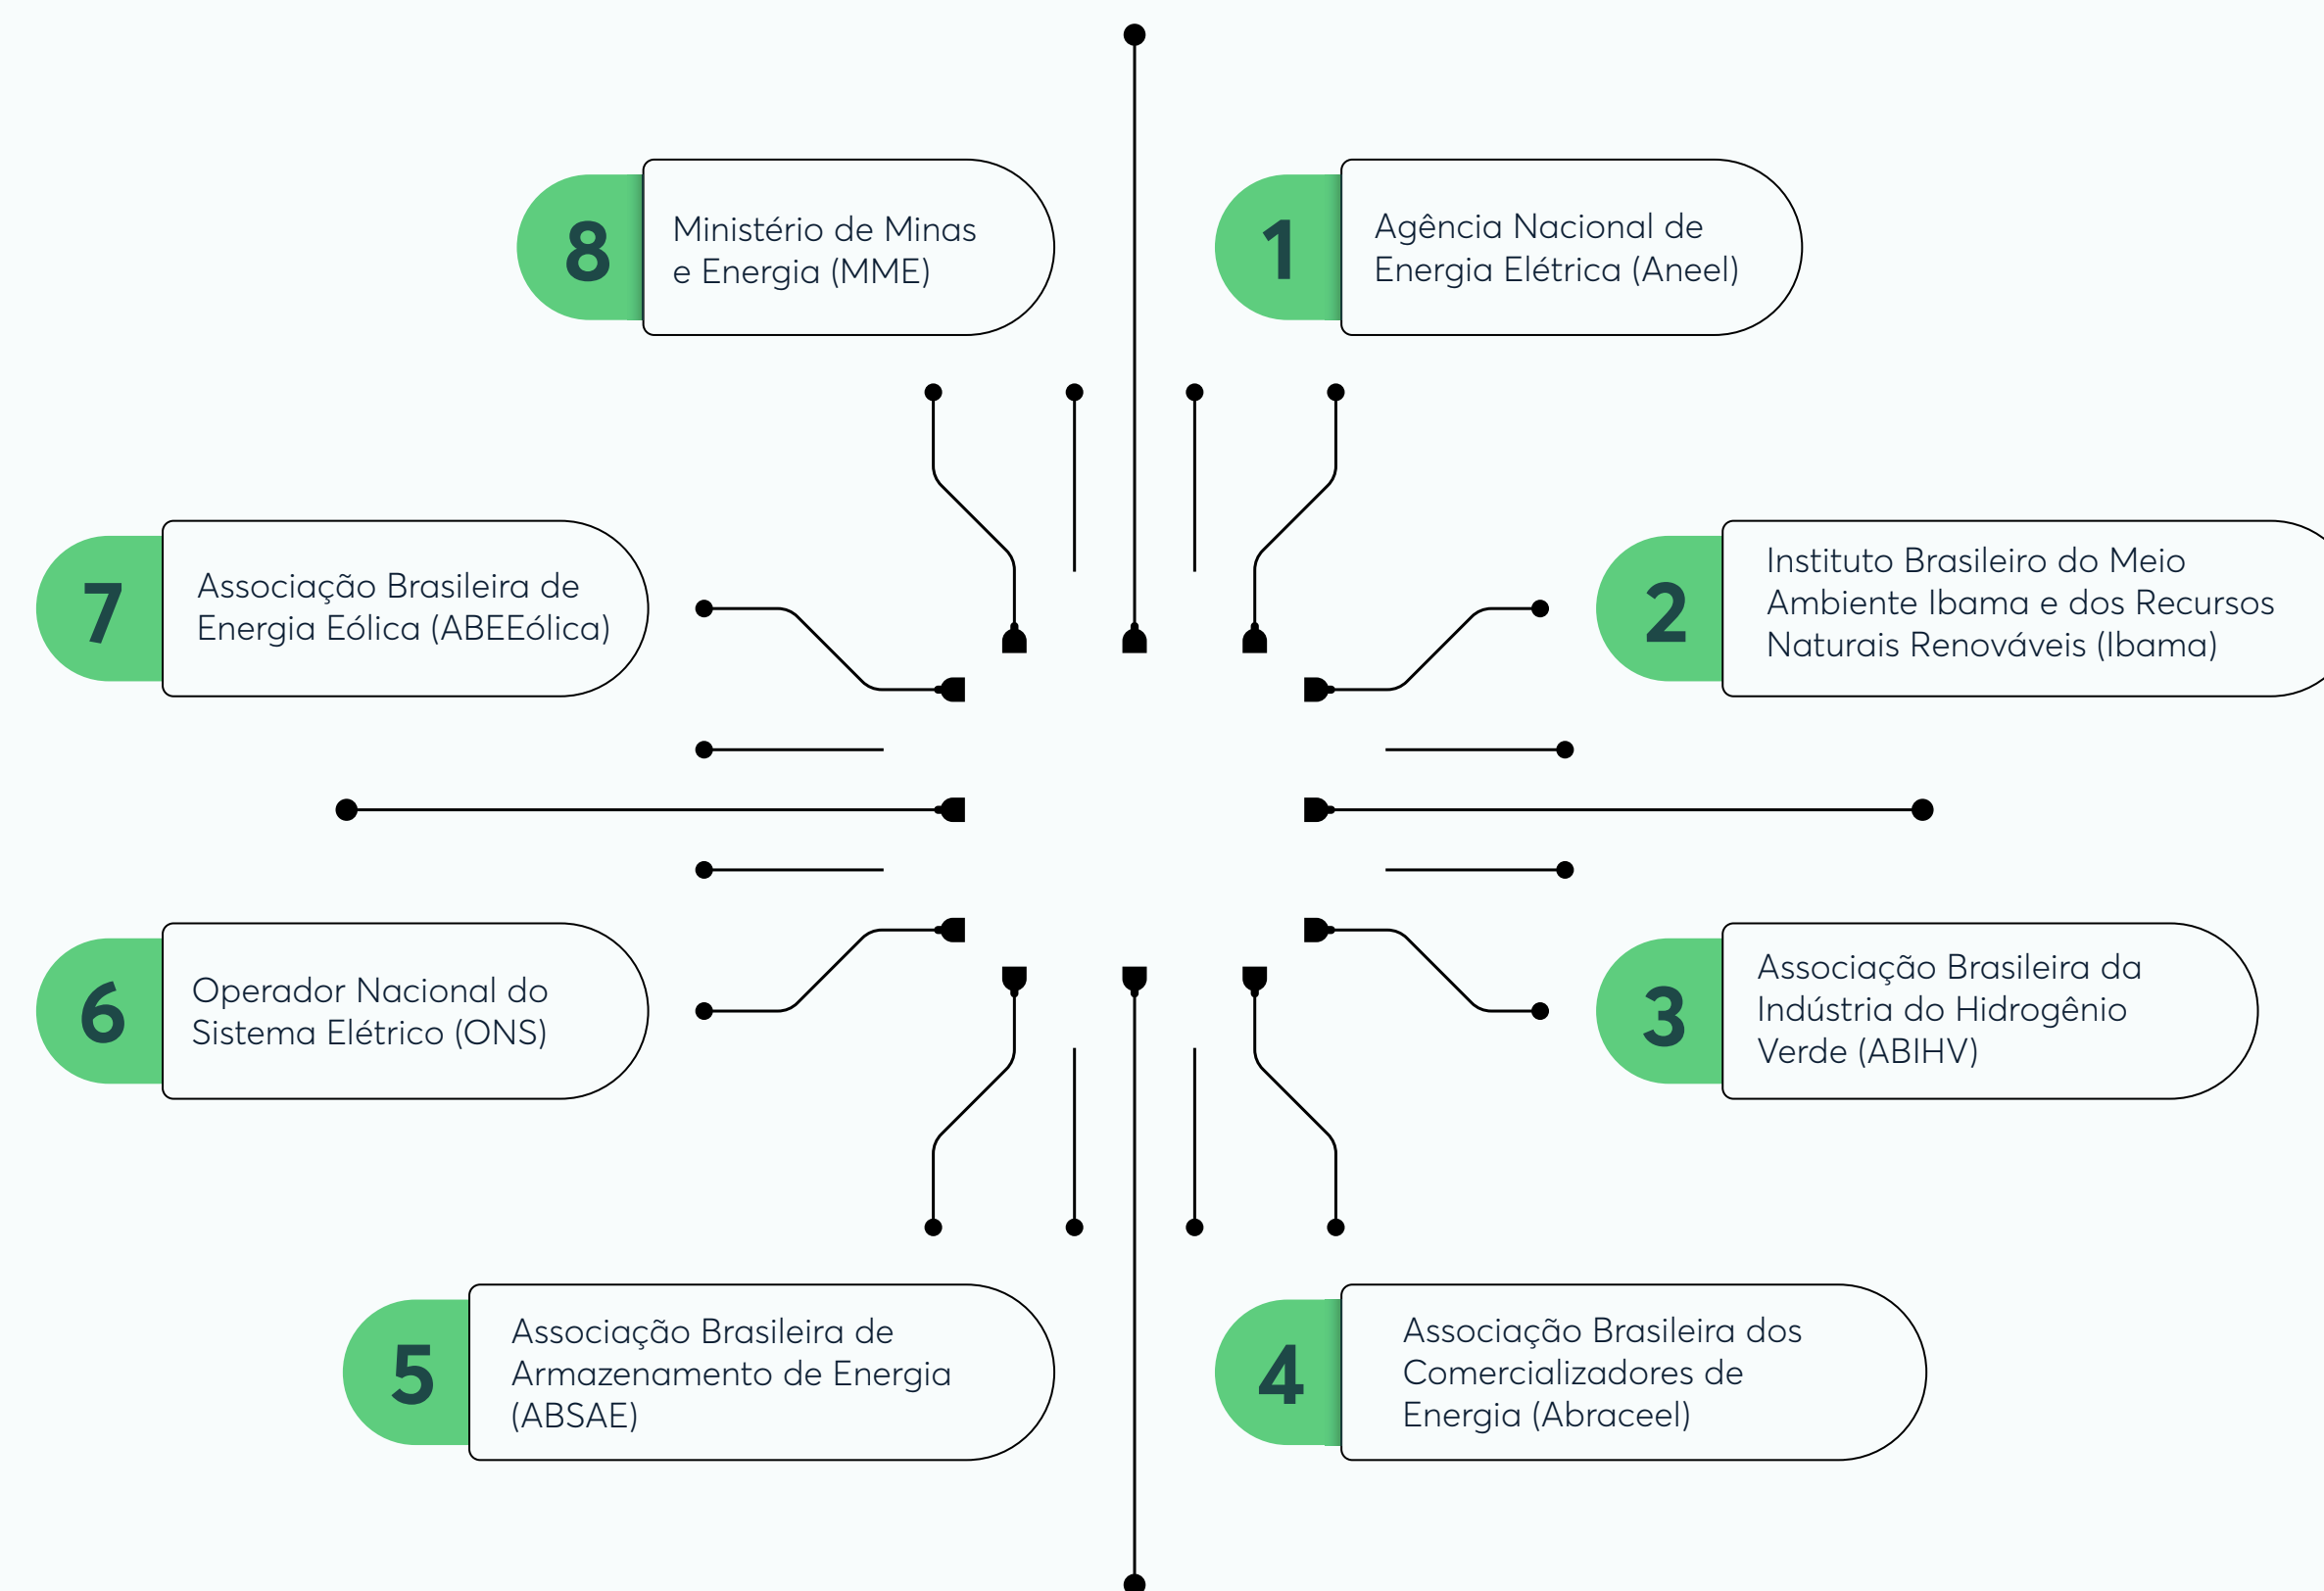 8
Ministério de Minas
e Energia (MME)
1
Agência Nacional de
Energia Elétrica (Aneel)
7
Associação Brasileira de
Energia Eólica (ABEEólica)
2
Instituto Brasileiro do Meio
Ambiente Ibama e dos Recursos
Naturais Renováveis (Ibama)
6
Operador Nacional do
Sistema Elétrico (ONS)
3
Associação Brasileira da
Indústria do Hidrogênio
Verde (ABIHV)
5
Associação Brasileira de
Armazenamento de Energia
(ABSAE)
4
Associação Brasileira dos
Comercializadores de
Energia (Abraceel)